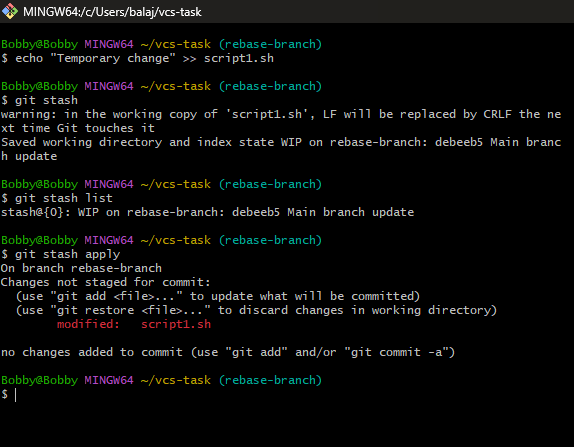 MINGW64:/c/Users/balaj/vcs-task
Bobby@Bobby MINGW64 ~/vcs-task (rebase-branch)
$ echo "Temporary change" >> script1.sh
Bobby@Bobby MINGW64 ~/vcs-task (rebase-branch)
$ git stash
warning: in the working copy of 'script1.sh', LF will be replaced by CRLF the ne
xt time Git touches it
Saved working directory and index state WIP on rebase-branch: debeeb5 Main branc
h update
Bobby@Bobby MINGW64 ~/vcs-task (rebase-branch)
$ git stash list
stash@{0}: WIP on rebase-branch: debeeb5 Main branch update
Bobby@Bobby MINGW64 ~/vcs-task (rebase-branch)
$ git stash apply
On branch rebase-branch
Changes not staged for commit:
  (use "git add <file>..." to update what will be committed)
  (use "git restore <file>..." to discard changes in working directory)
        modified:   script1.sh
no changes added to commit (use "git add" and/or "git commit -a")
Bobby@Bobby MINGW64 ~/vcs-task (rebase-branch)
$